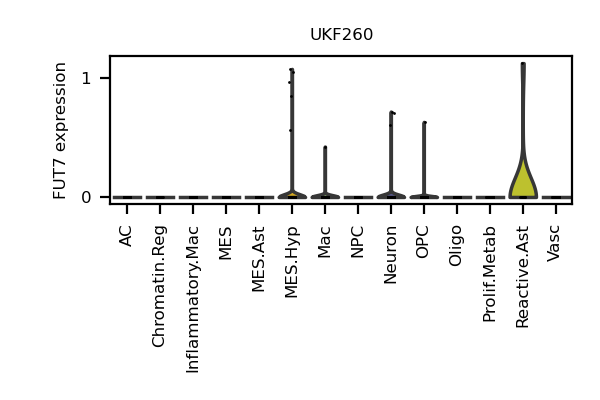 UKF260
FUT7 expression
1
0
AC
Chromatin.Reg
Inflammatory.Mac
MES
MES.Ast
MES.Hyp
Mac
NPC
Neuron
OPC
Oligo
Prolif.Metab
Reactive.Ast
Vasc